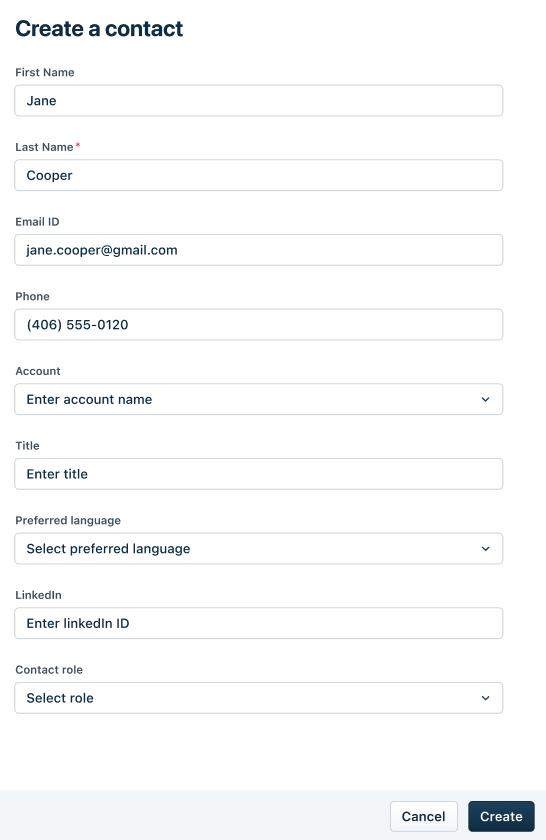 Create a contact
First Name
Jane
Last Name*
Cooper
Email ID
jane.cooper@gmail.com
Phone
(406) 555-0120
Account
Enter account name
Title
Enter title
Preferred language
Select preferred language
LinkedIn
Enter linkedIn ID
Contact role
Select role
Cancel Create